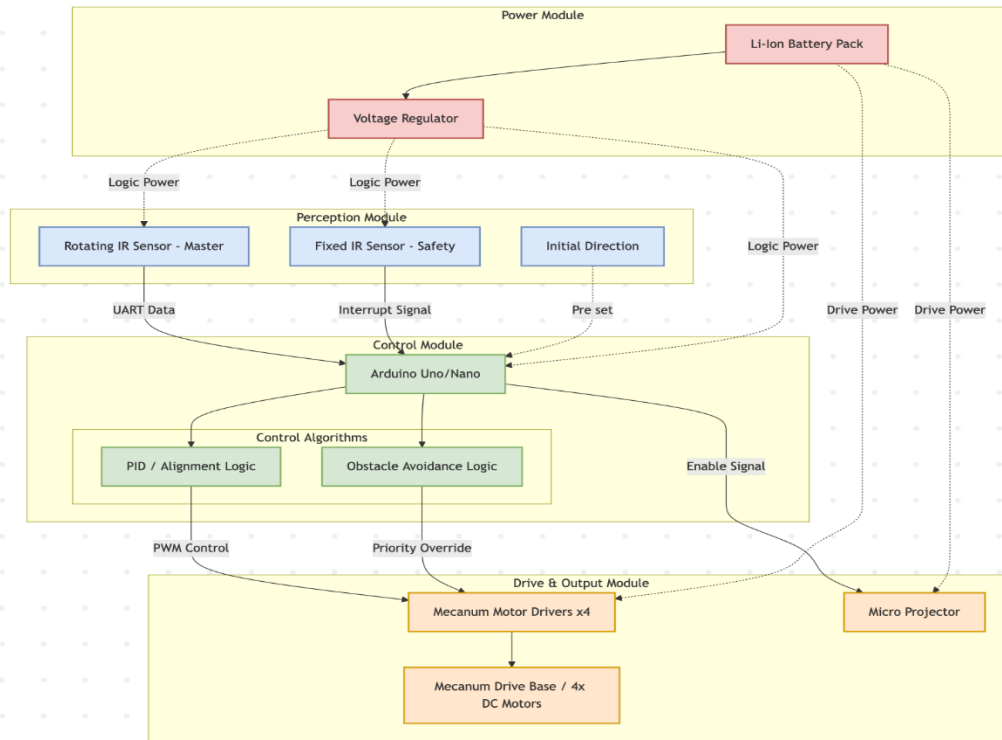 Power Module
Li-Ion Battery Pack
Voltage Regulator
Logic Power
Logic Power
Perception Module
Rotating IR Sensor - Master
Fixed IR Sensor - Safety
Initial Direction
Logic Power
UART Data
Interrupt Signal
Pre set
Drive Power
Drive Power
Control Module
Arduino Uno/Nano
Control Algorithms
PID / Alignment Logic
Obstacle Avoidance Logic
Enable Signal
PWM Control
Priority Override
Drive & Output Module
Mecanum Motor Drivers x4
Micro Projector
Mecanum Drive Base / 4x
DC Motors